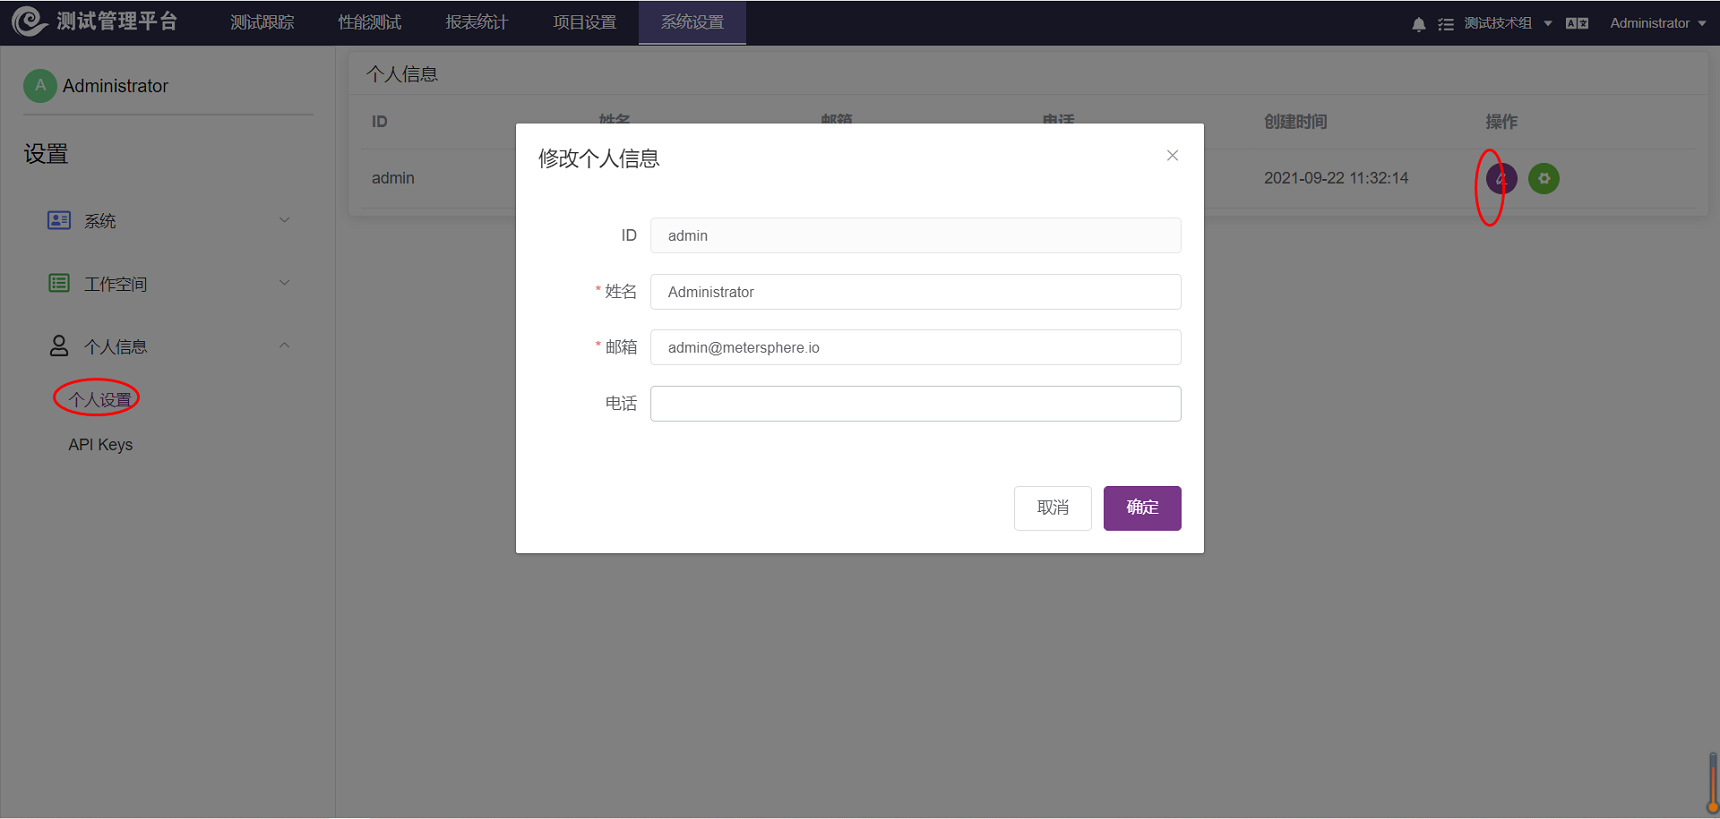 测试管理平台 测试跟踪 性能测试 报表统计 项目设置 系统设置 测试技术组 Administrator
A Administrator
个人信息
ID 姓名 邮箱 电话 创建时间 操作
设置
修改个人信息
admin 2021-09-22 11:32:14
系统
ID admin
工作空间
* 姓名 Administrator
个人信息
* 邮箱 admin@metersphere.io
个人设置
电话
API Keys
取消 确定